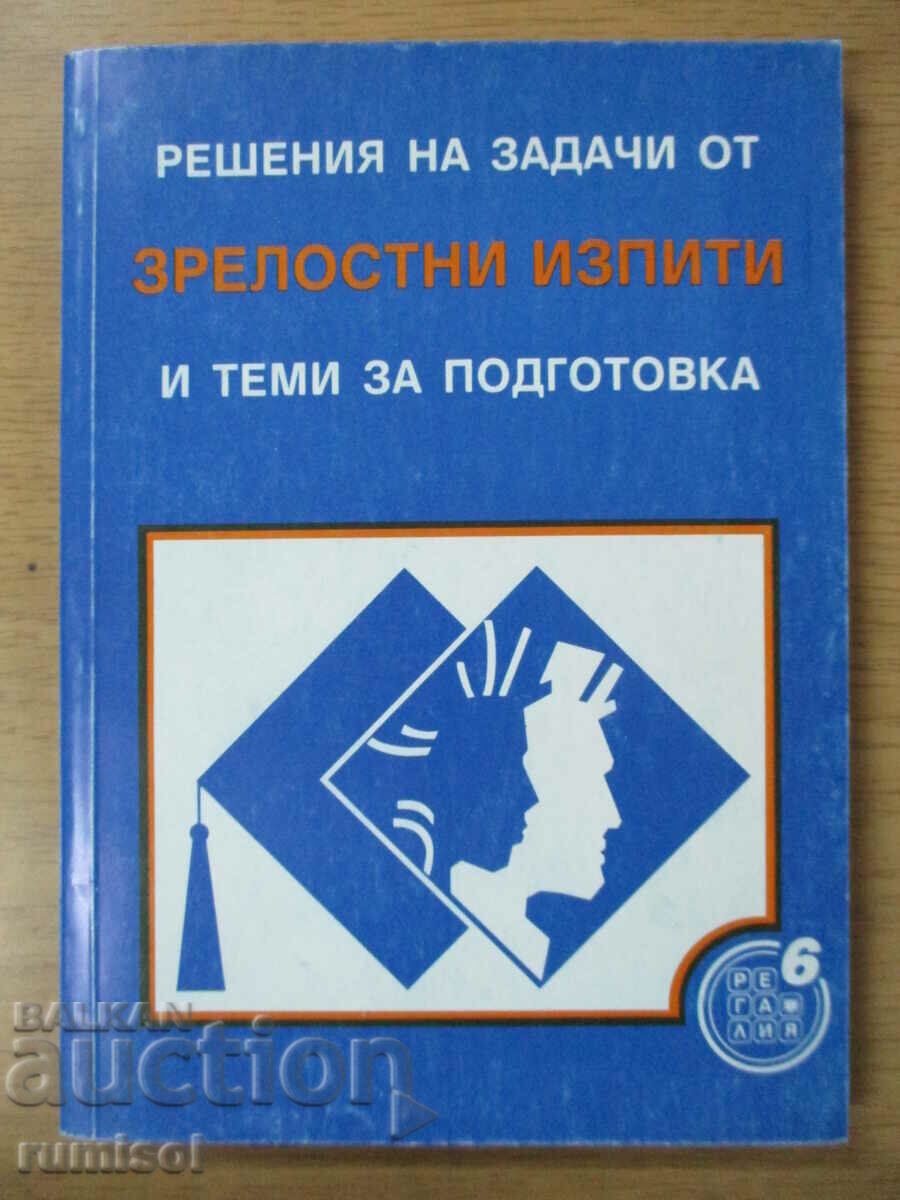 РЕШЕНИЯ НА ЗАДАЧИ ОТ
ЗРЕЛОСТНИ ИЗПИТИ
И ТЕМИ ЗА ПОДГОТОВКА
6
РЕ
ГА
ЛИЯ
BALKAN
auction
rumisol